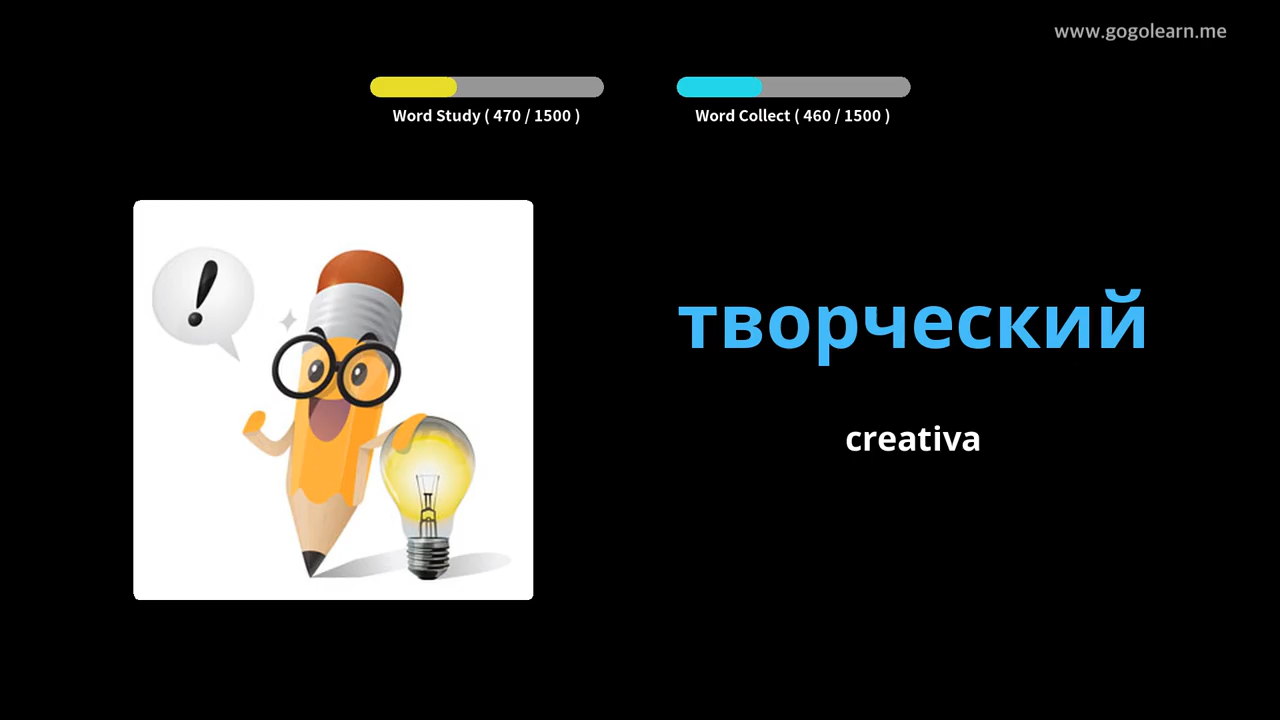 www.gogolearn.me
Word Study ( 470 / 1500 )
Word Collect ( 460 / 1500 )
!
творческий
creativa